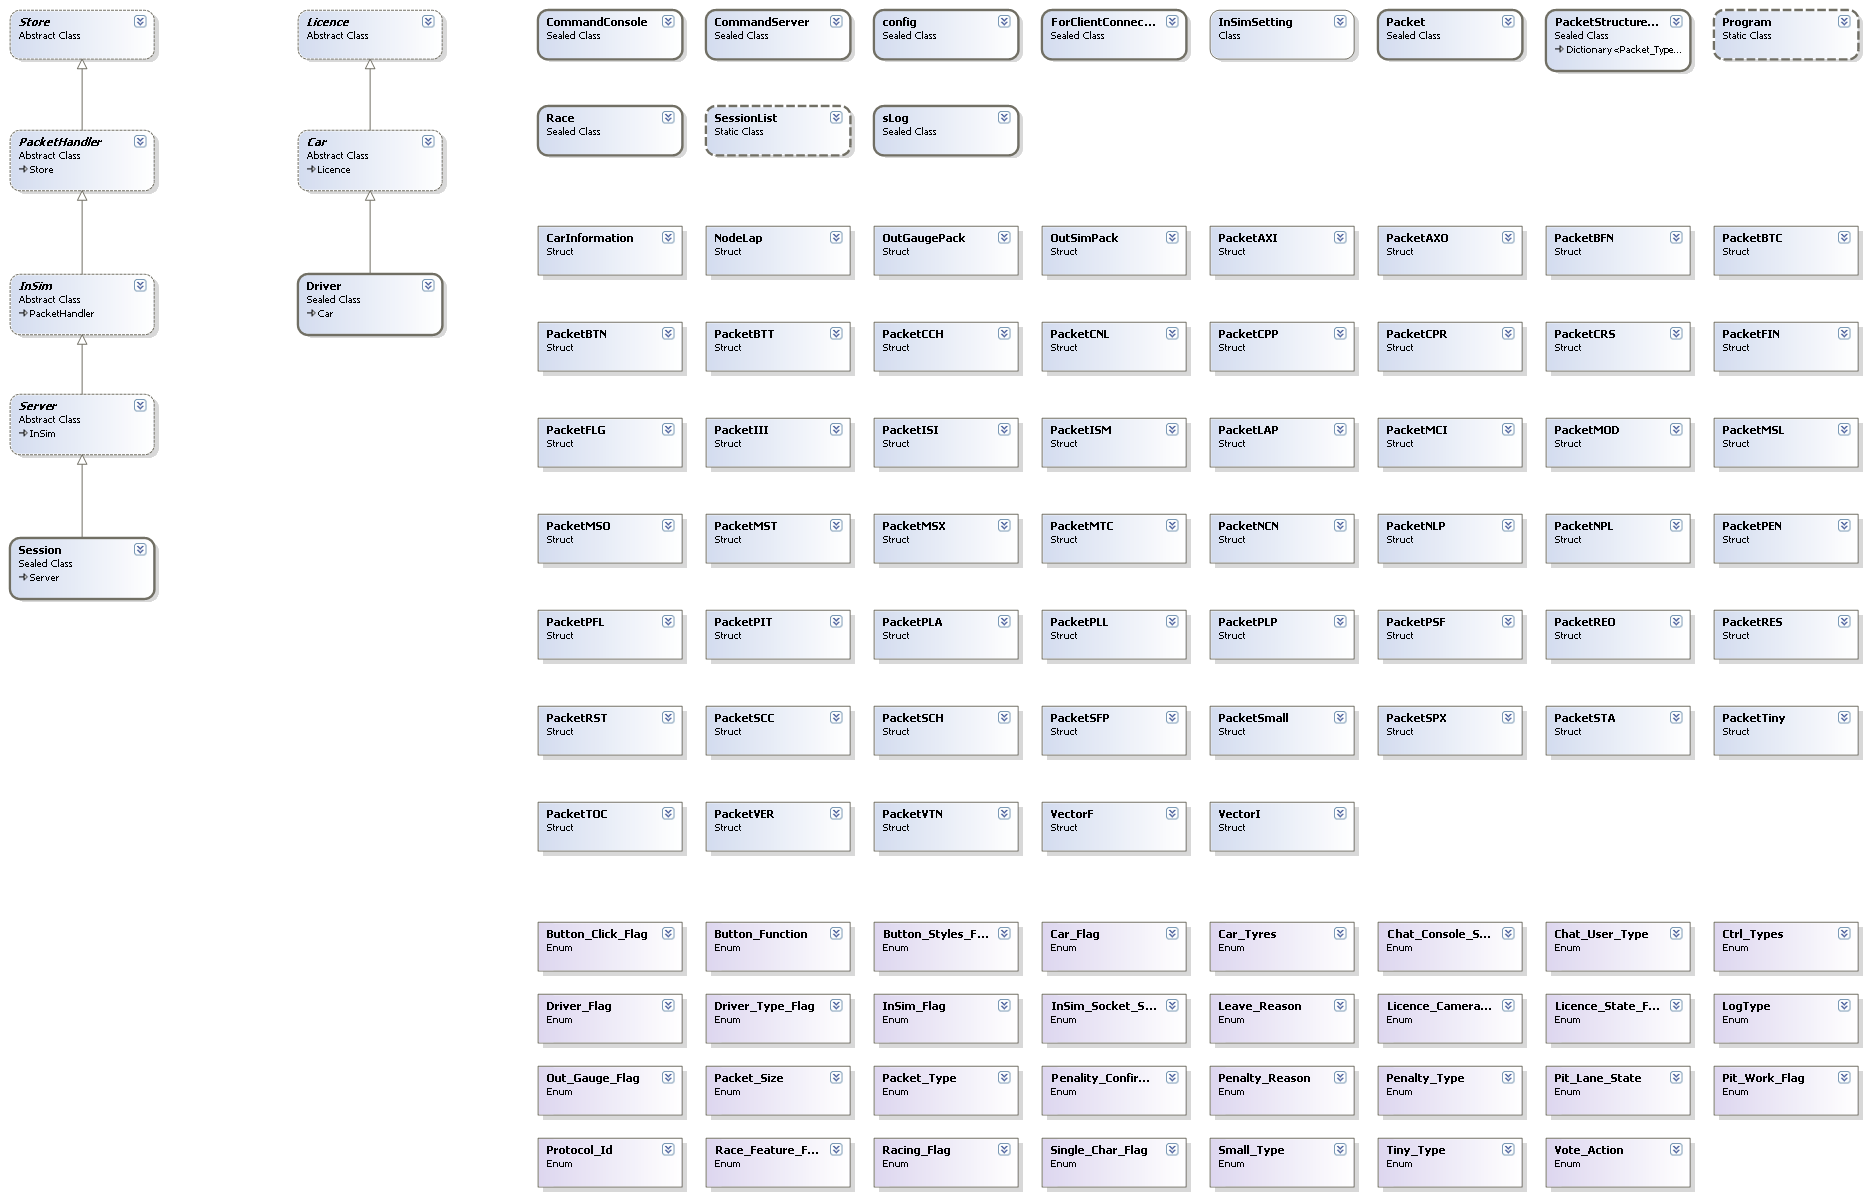 Store
Abstract Class
PacketHandler
Abstract Class
Store
InSim
Abstract Class
PacketHandler
Server
Abstract Class
InSim
Session
Sealed Class
Server
Licence
Abstract Class
Car
Abstract Class
Licence
Driver
Sealed Class
Car
CommandConsole
Sealed Class
CommandServer
Sealed Class
config
Sealed Class
ForClientConnec...
Sealed Class
InSimSetting
Class
Packet
Sealed Class
PacketStructure...
Sealed Class
Dictionary<Packet_Type...
Program
Static Class
Race
Sealed Class
SessionList
Static Class
sLog
Sealed Class
CarInformation
Struct
NodeLap
Struct
OutGaugePack
Struct
OutSimPack
Struct
PacketAXI
Struct
PacketAXO
Struct
PacketBFN
Struct
PacketBTC
Struct
PacketBTN
Struct
PacketBTT
Struct
PacketCCH
Struct
PacketCNL
Struct
PacketCPP
Struct
PacketCPR
Struct
PacketCRS
Struct
PacketFIN
Struct
PacketFLG
Struct
PacketIII
Struct
PacketISI
Struct
PacketISM
Struct
PacketLAP
Struct
PacketMCI
Struct
PacketMOD
Struct
PacketMSL
Struct
PacketMSO
Struct
PacketMST
Struct
PacketMSX
Struct
PacketMTC
Struct
PacketNCN
Struct
PacketNLP
Struct
PacketNPL
Struct
PacketPEN
Struct
PacketPFL
Struct
PacketPIT
Struct
PacketPLA
Struct
PacketPLL
Struct
PacketPLP
Struct
PacketPSF
Struct
PacketREO
Struct
PacketRES
Struct
PacketRST
Struct
PacketSCC
Struct
PacketSCH
Struct
PacketSFP
Struct
PacketSmall
Struct
PacketSPX
Struct
PacketSTA
Struct
PacketTiny
Struct
PacketTOC
Struct
PacketVER
Struct
PacketVTN
Struct
VectorF
Struct
VectorI
Struct
Button_Click_Flag
Enum
Button_Function
Enum
Button_Styles_F...
Enum
Car_Flag
Enum
Car_Tyres
Enum
Chat_Console_S...
Enum
Chat_User_Type
Enum
Ctrl_Types
Enum
Driver_Flag
Enum
Driver_Type_Flag
Enum
InSim_Flag
Enum
InSim_Socket_S...
Enum
Leave_Reason
Enum
Licence_Camera...
Enum
Licence_State_F...
Enum
LogType
Enum
Out_Gauge_Flag
Enum
Packet_Size
Enum
Packet_Type
Enum
Penality_Confir...
Enum
Penalty_Reason
Enum
Penalty_Type
Enum
Pit_Lane_State
Enum
Pit_Work_Flag
Enum
Protocol_Id
Enum
Race_Feature_F...
Enum
Racing_Flag
Enum
Single_Char_Flag
Enum
Small_Type
Enum
Tiny_Type
Enum
Vote_Action
Enum